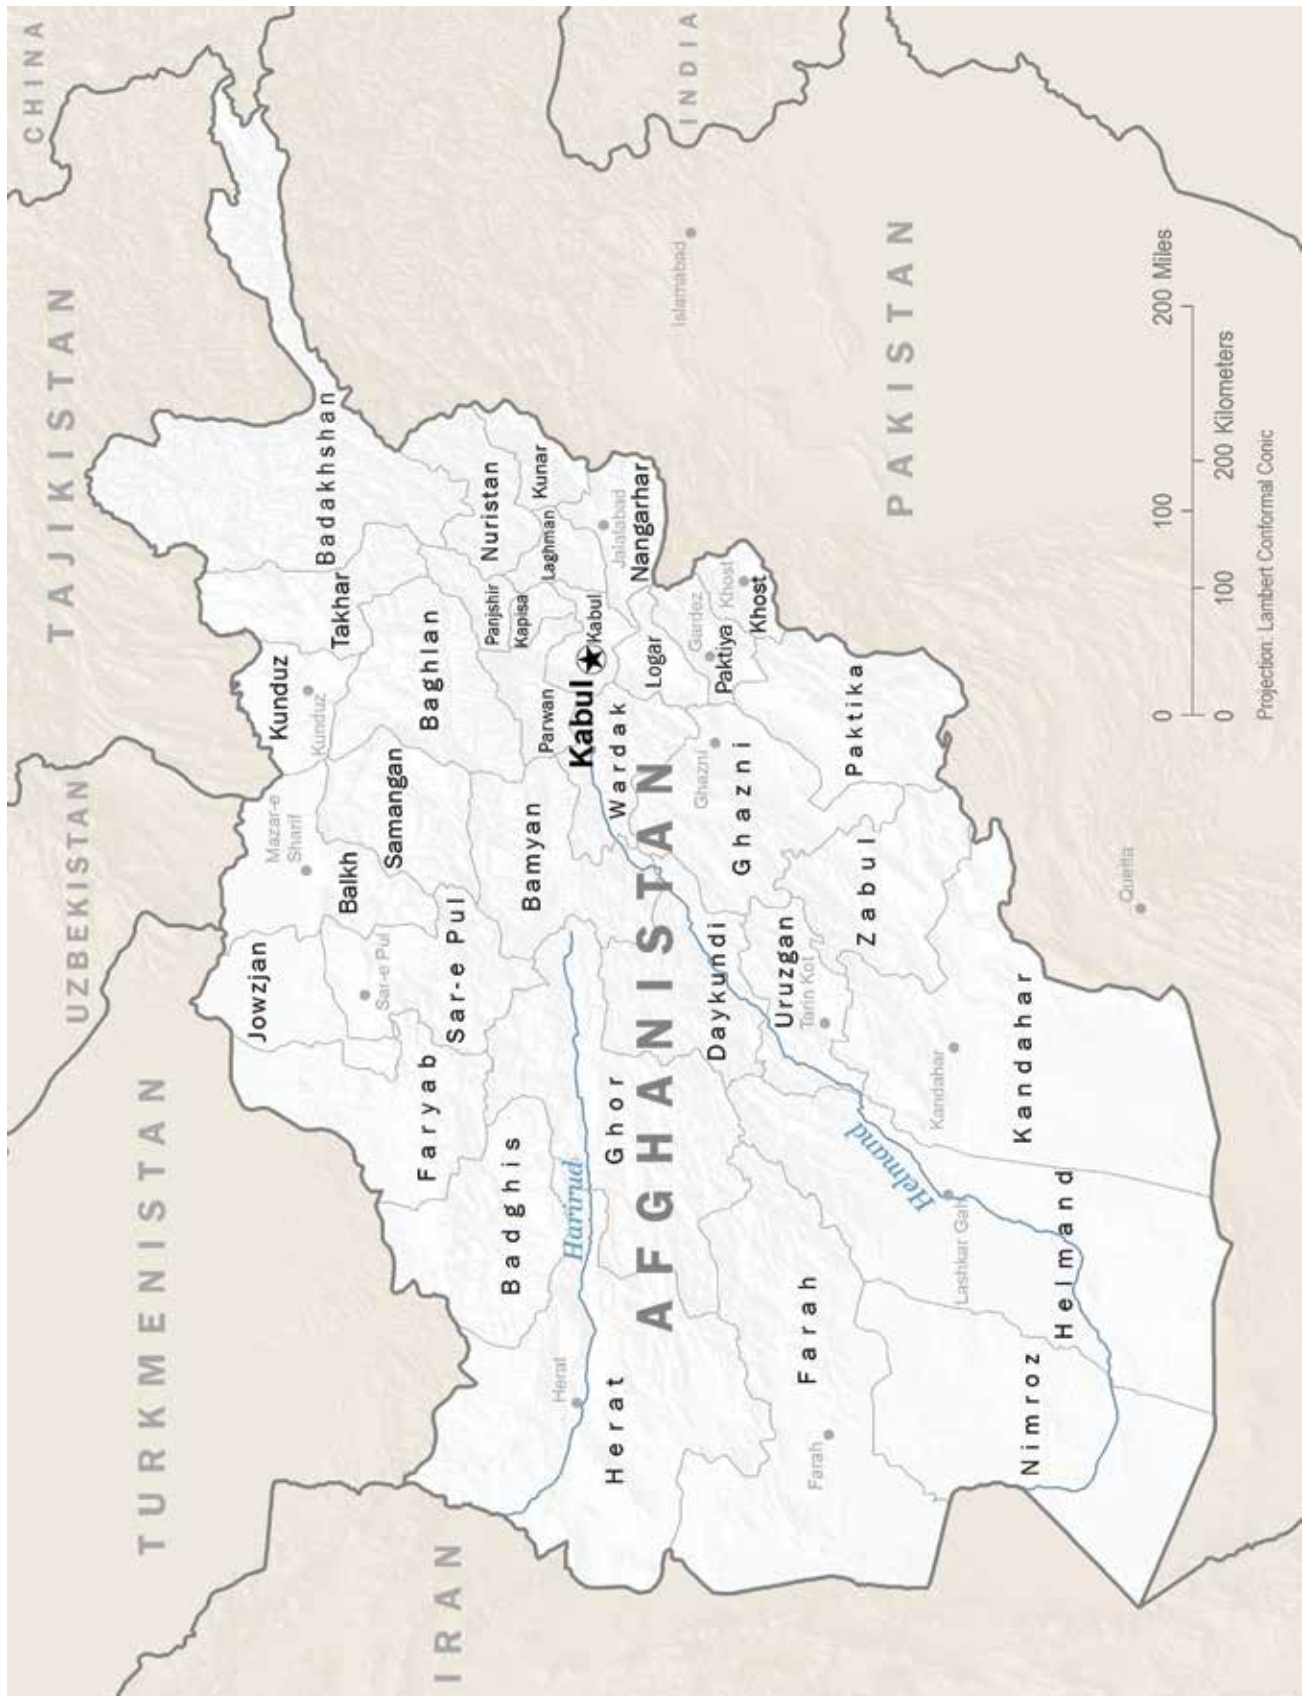 CHINA
TAJIKISTAN
UZBEKISTAN
TURKMENISTAN
IRAN
INDIA
PAKISTAN
AFGHANISTAN
Badakhshan
Takhar
Kunduz
Kunduz
Mazar-e
Sharif
Balkh
Jowzjan
Sar-e Pul
Sar-e Pul
Faryab
Samangan
Baghlan
Badghis
Bamyan
Panjshir
Kapisa
Parwan
Nuristan
Kunar
Laghman
Kabul
Kabul
Jalalabad
Nangarhar
Wardak
Logar
Gardez
Khost
Paktiya
Khost
Harirud
Ghor
Herat
Herat
Ghazni
Ghazni
Paktika
Daykundi
Uruzgan
Tarin Kot
Zabul
Farah
Farah
Helmand
Kandahar
Kandahar
Lashkar Gah
Helmand
Nimroz
Islamabad
Quetta
0 100 200 Miles
0 100 200 Kilometers
Projection: Lambert Conformal Conic